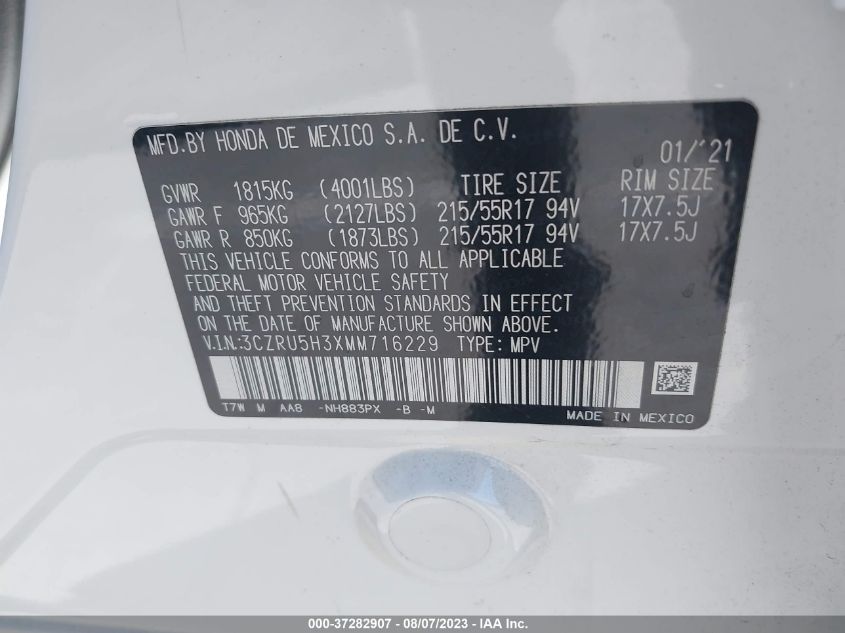 MFD.BY HONDA DE MEXICO S.A. DE C.V.
01/'21
GVWR 1815KG (4001LBS) TIRE SIZE RIM SIZE
GAWR F 965KG (2127LBS) 215/55R17 94V 17X7.5J
GAWR R 850KG (1873LBS) 215/55R17 94V 17X7.5J
THIS VEHICLE CONFORMS TO ALL APPLICABLE
FEDERAL MOTOR VEHICLE SAFETY
AND THEFT PREVENTION STANDARDS IN EFFECT
ON THE DATE OF MANUFACTURE SHOWN ABOVE.
V.IN:3CZRU5H3XMM716229 TYPE: MPV
T7W M AA8 -NH883PX -B -M
MADE IN MEXICO
000-37282907 - 08/07/2023 - IAA Inc.